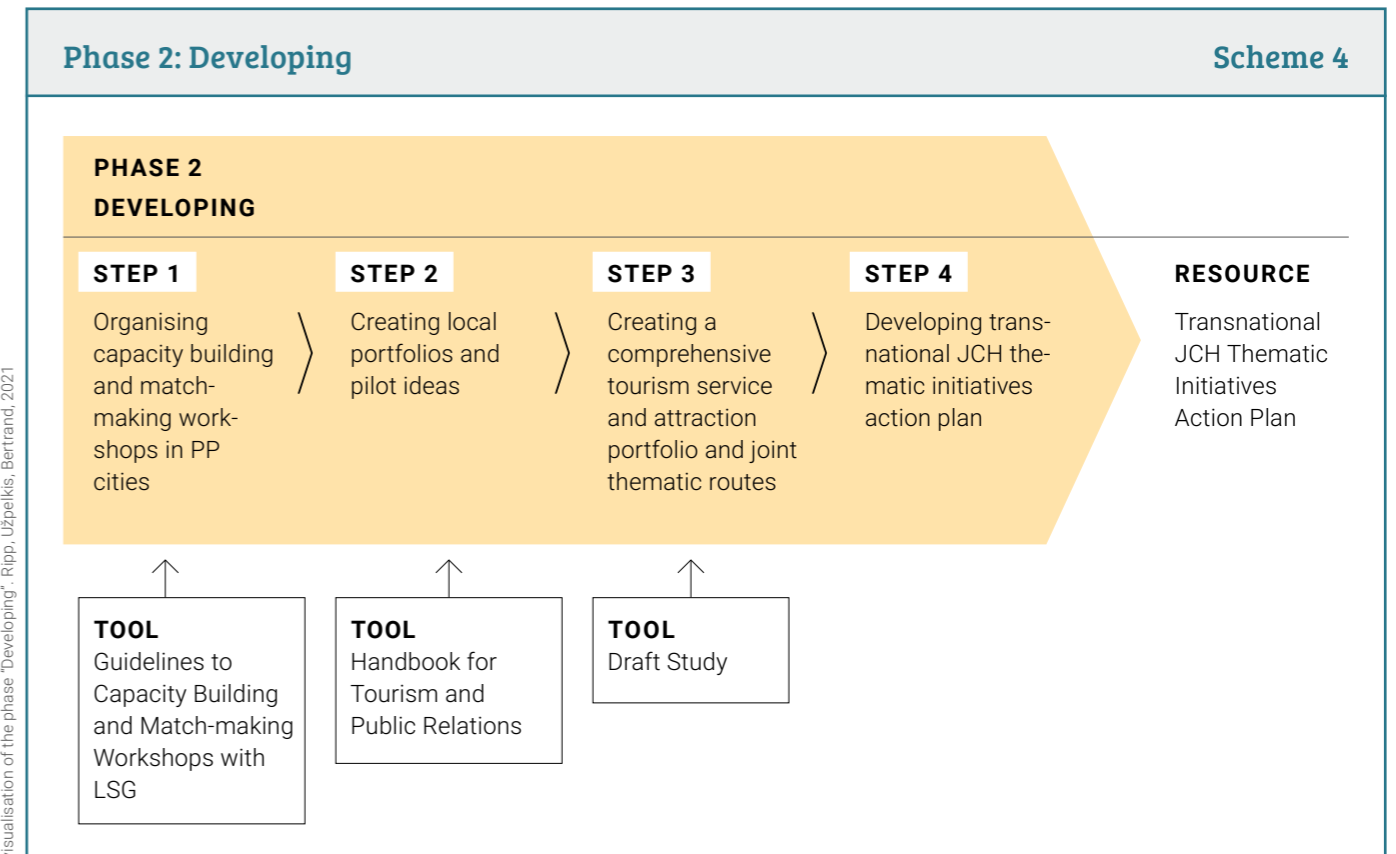 Phase 2: Developing
Scheme 4
PHASE 2
DEVELOPING
STEP 1
Organising
capacity building
and match-
making work-
shops in PP
cities
STEP 2
Creating local
portfolios and
pilot ideas
STEP 3
Creating a
comprehensive
tourism service
and attraction
portfolio and joint
thematic routes
STEP 4
Developing trans-
national JCH the-
matic initiatives
action plan
RESOURCE
Transnational
JCH Thematic
Initiatives
Action Plan
TOOL
Guidelines to
Capacity Building
and Match-making
Workshops with
LSG
TOOL
Handbook for
Tourism and
Public Relations
TOOL
Draft Study
isualisation of the phase "Developing". Ripp, Užpelkis, Bertrand, 2021